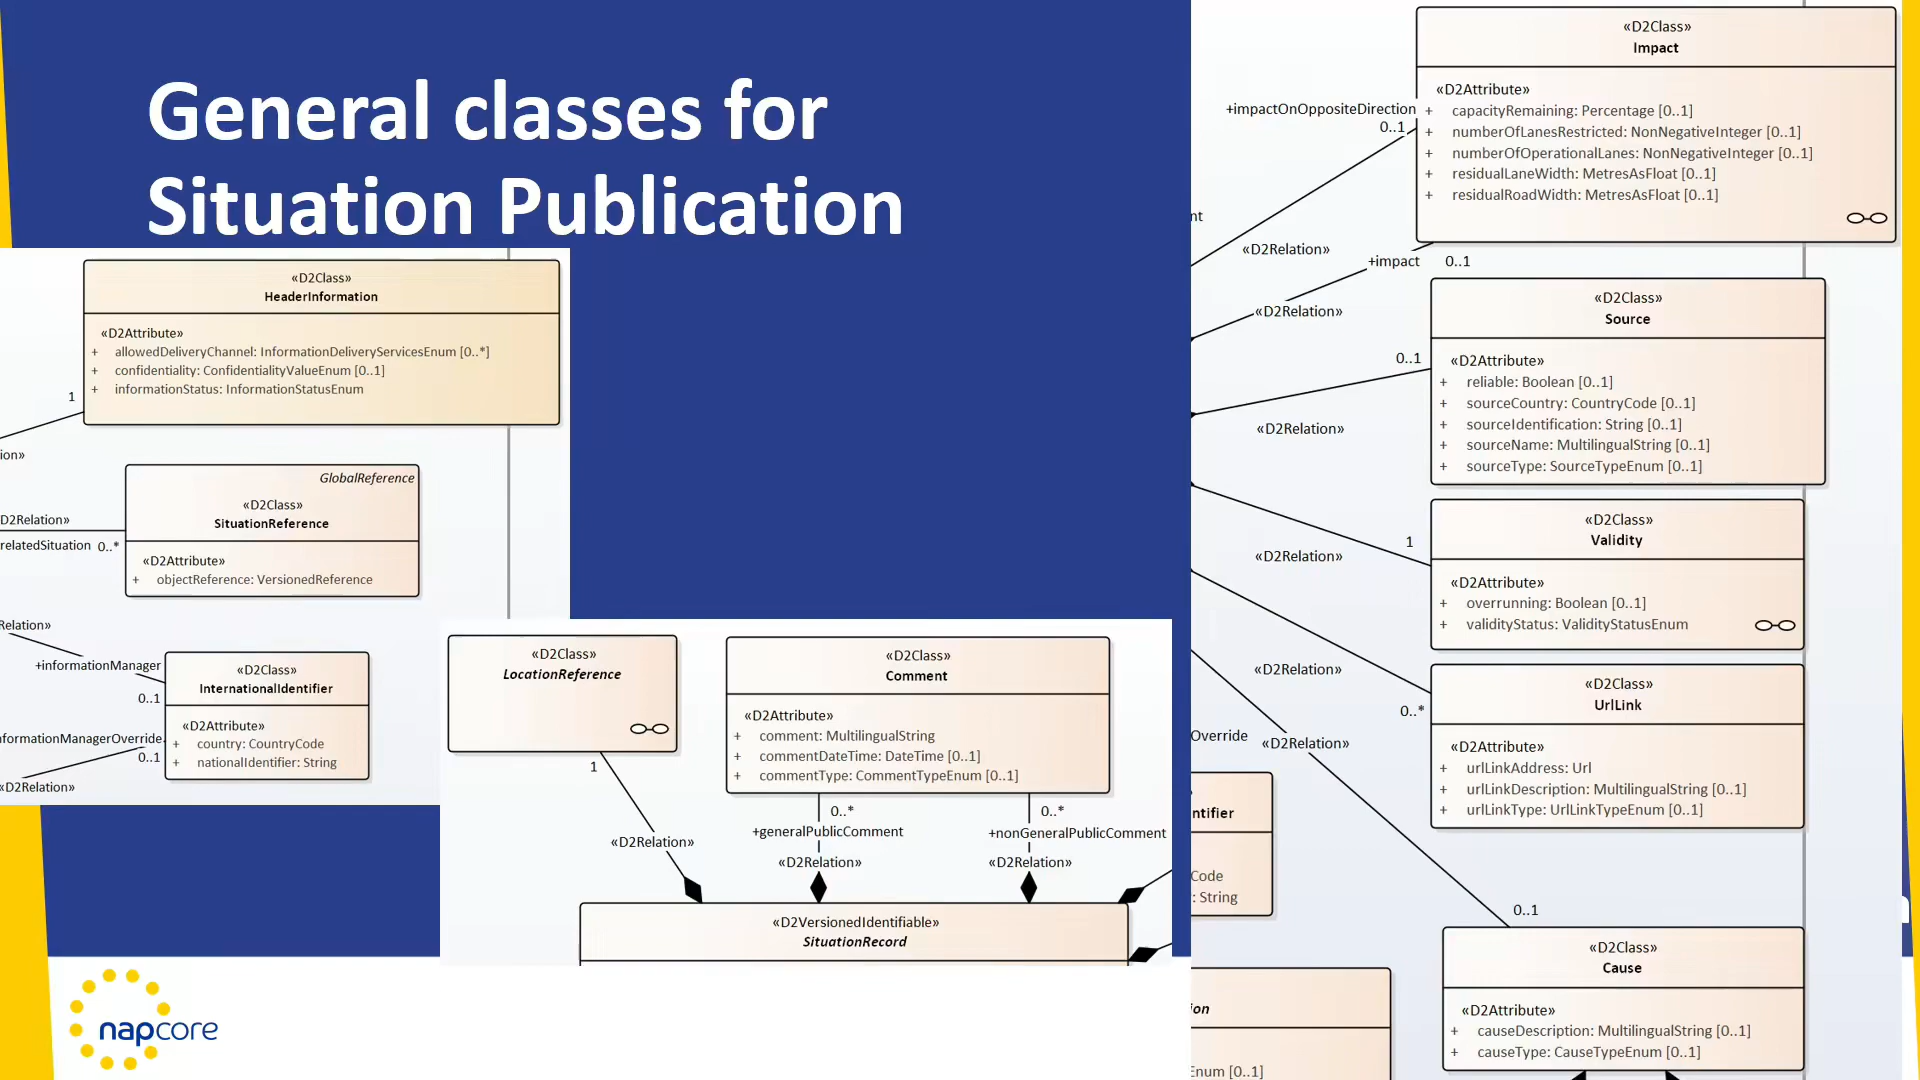 General classes for
Situation Publication
«D2Class»
HeaderInformation
«D2Attribute»
+ allowedDeliveryChannel: InformationDeliveryServicesEnum [0..*]
+ confidentiality: ConfidentialityValueEnum [0..1]
+ informationStatus: InformationStatusEnum
1
ion»
GlobalReference
«D2Class»
SituationReference
«D2Attribute»
+ objectReference: VersionedReference
D2Relation»
relatedSituation 0..*
Relation»
+informationManager
0..1
«D2Class»
InternationalIdentifier
«D2Attribute»
+ country: CountryCode
+ nationalIdentifier: String
formationManagerOverride
0..1
«D2Relation»
«D2Class»
LocationReference
1
«D2Relation»
«D2Class»
Comment
«D2Attribute»
+ comment: MultilingualString
+ commentDateTime: DateTime [0..1]
+ commentType: CommentTypeEnum [0..1]
0..*
+generalPublicComment
«D2Relation»
0..*
+nonGeneralPublicComment
«D2Relation»
«D2VersionedIdentifiable»
SituationRecord
«D2Class»
Impact
«D2Attribute»
+ capacityRemaining: Percentage [0..1]
+ numberOfLanesRestricted: NonNegativeInteger [0..1]
+ numberOfOperationalLanes: NonNegativeInteger [0..1]
+ residualLaneWidth: MetresAsFloat [0..1]
+ residualRoadWidth: MetresAsFloat [0..1]
+impactOnOppositeDirection
0..1
nt
«D2Relation»
+impact 0..1
«D2Relation»
«D2Class»
Source
«D2Attribute»
+ reliable: Boolean [0..1]
+ sourceCountry: CountryCode [0..1]
+ sourceIdentification: String [0..1]
+ sourceName: MultilingualString [0..1]
+ sourceType: SourceTypeEnum [0..1]
0..1
«D2Relation»
«D2Class»
Validity
«D2Attribute»
+ overrunning: Boolean [0..1]
+ validityStatus: ValidityStatusEnum
1
«D2Relation»
«D2Class»
UrlLink
«D2Attribute»
+ urlLinkAddress: Url
+ urlLinkDescription: MultilingualString [0..1]
+ urlLinkType: UrlLinkTypeEnum [0..1]
«D2Relation»
0..*
Override
«D2Relation»
ntifier
Code
: String
0..1
«D2Class»
Cause
«D2Attribute»
+ causeDescription: MultilingualString [0..1]
+ causeType: CauseTypeEnum [0..1]
ion
Enum [0..1]
napcore